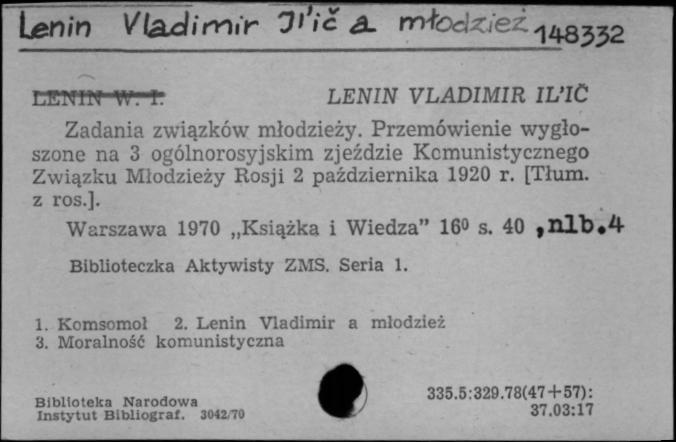 Lenin Vladimir Il'ič a młodzież 148332
LENIN W. I. LENIN VLADIMIR IL'IČ
Zadania związków młodzieży. Przemówienie wygło-
szone na 3 ogólnorosyjskim zjeździe Komunistycznego
Związku Młodzieży Rosji 2 października 1920 r. [Tłum.
z ros.].
Warszawa 1970 „Książka i Wiedza” 16⁰ s. 40 , nlb. 4
Biblioteczka Aktywisty ZMS. Seria 1.
1. Komsomoł 2. Lenin Vladimir a młodzież
3. Moralność komunistyczna
Biblioteka Narodowa
Instytut Bibliograf. 3042/70
335.5:329.78(47+57):
37.03:17